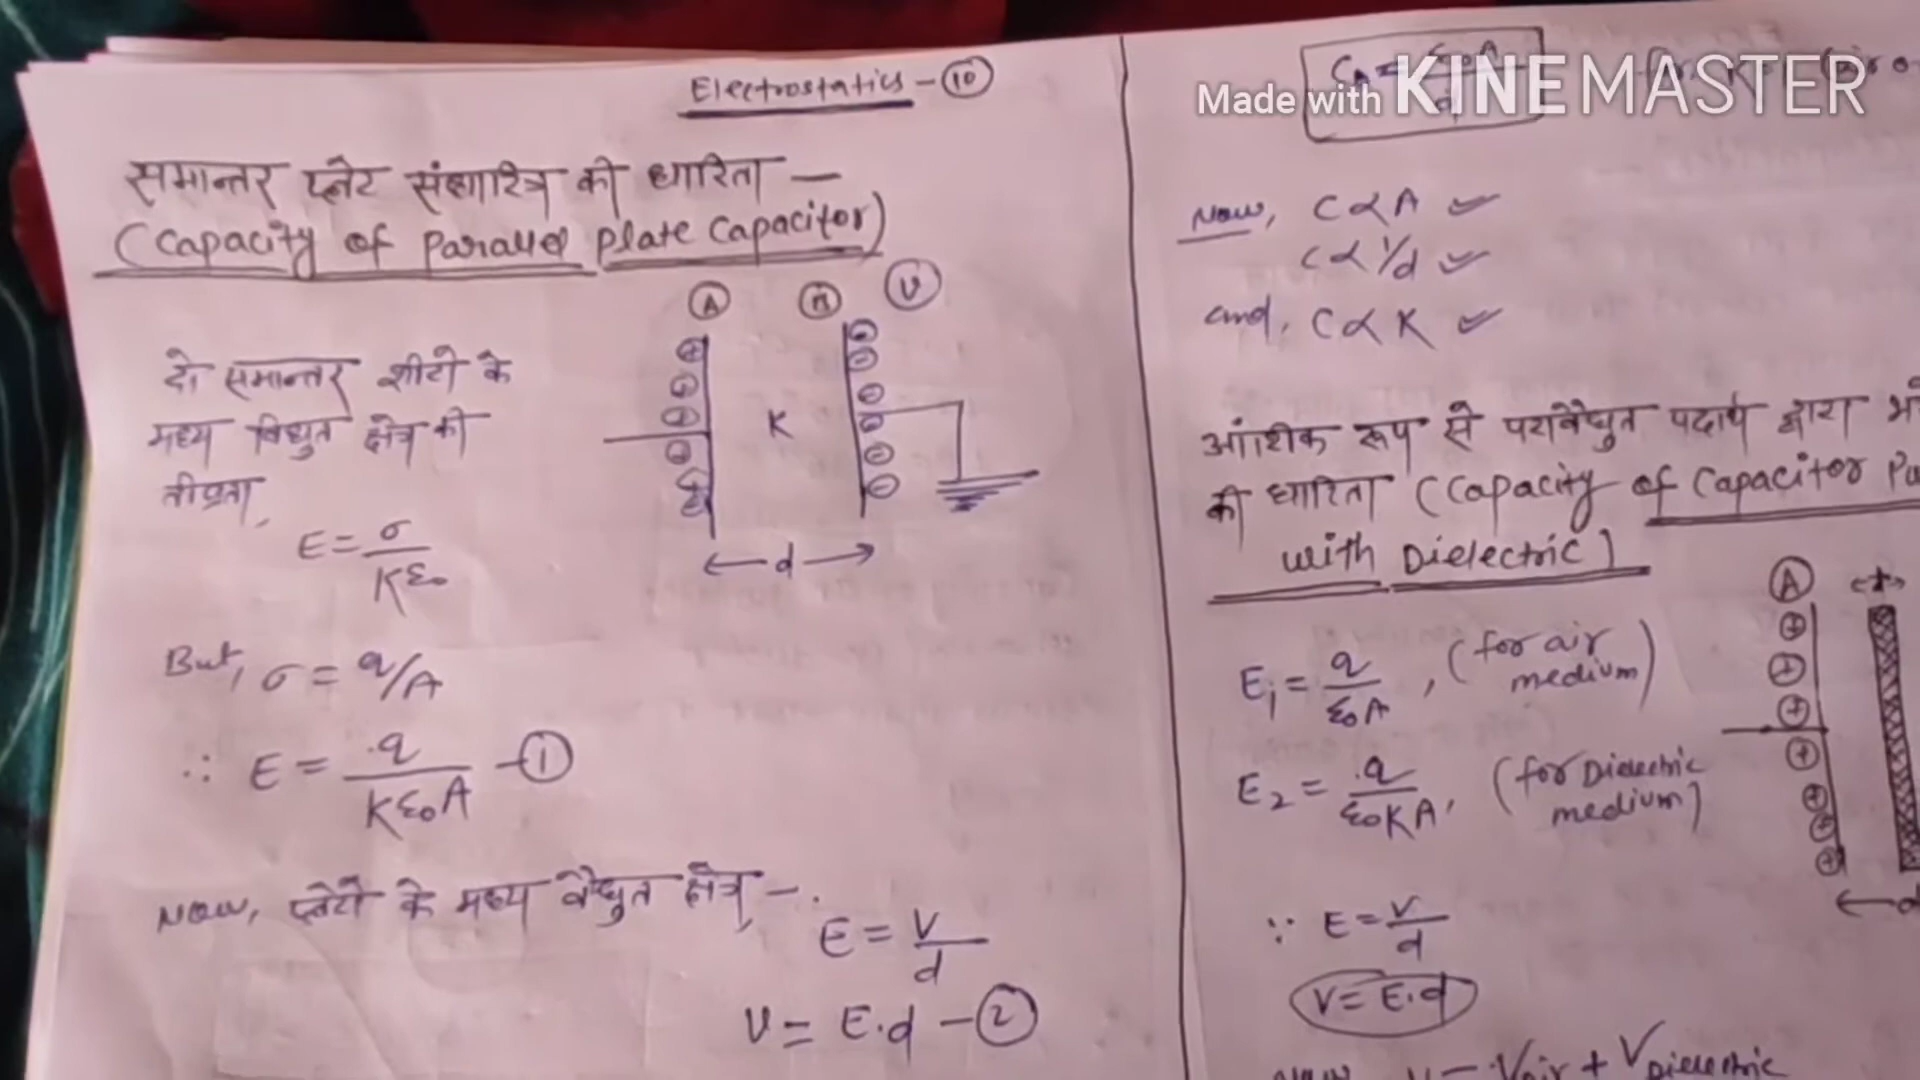 Electrostatics - 10
समान्तर प्लेट संधारित्र की धारिता —
(Capacity of Parallel Plate Capacitor)
A B V
दो समान्तर शीटो के
मध्य विद्युत क्षेत्र की
तीव्रता,
K
d
E = σ/Kε₀
But, σ = q/A
∴ E = q/Kε₀A - 1
Now, प्लेटो के मध्य वैद्युत क्षेत्र -
E = V/d
V = E.d - 2
Made with KINEMASTER
Now, C ∝ A
C ∝ 1/d
and, C ∝ K
आंशिक रूप से परावैद्युत पदार्थ द्वारा
की धारिता (Capacity of Capacitor
with Dielectric)
A
t
E₁ = q/ε₀A, (for air medium)
E₂ = q/ε₀KA, (for Dielectric medium)
d
∵ E = V/d
V = E.d
V = Vair + VDielectric